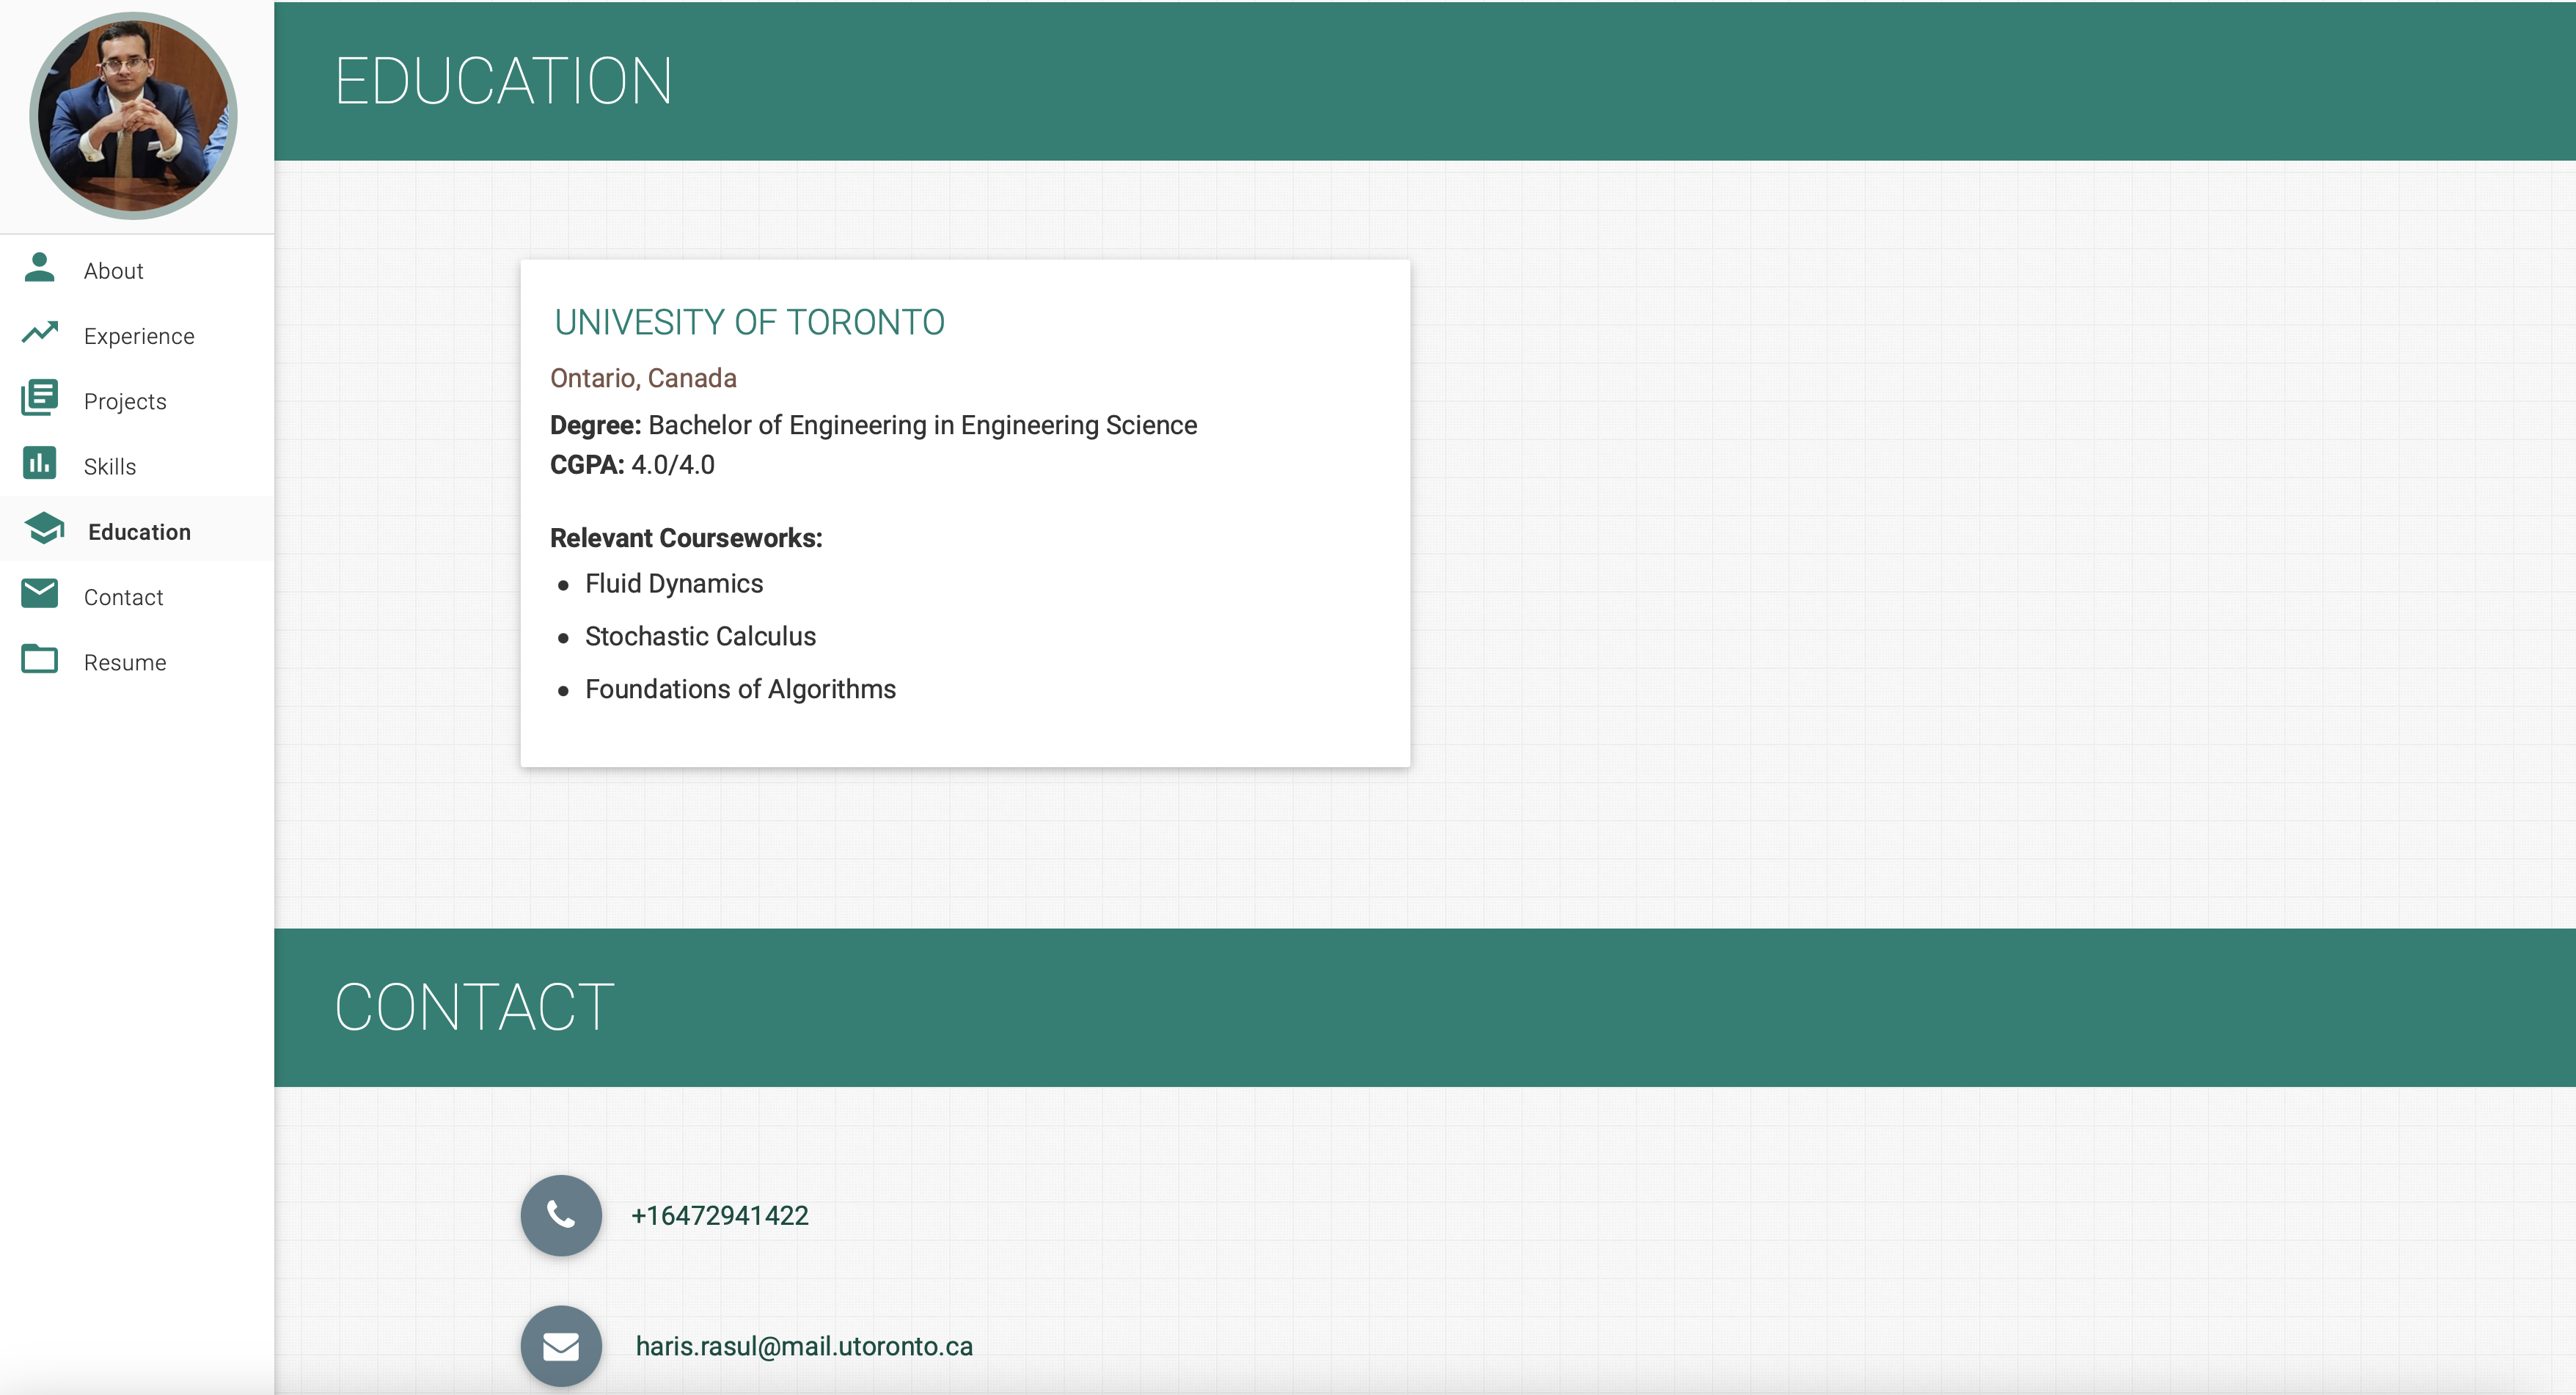 About
Experience
Projects
Skills
Education
Contact
Resume
EDUCATION
UNIVESITY OF TORONTO
Ontario, Canada
Degree: Bachelor of Engineering in Engineering Science
CGPA: 4.0/4.0
Relevant Courseworks:
Fluid Dynamics
Stochastic Calculus
Foundations of Algorithms
CONTACT
+16472941422
haris.rasul@mail.utoronto.ca